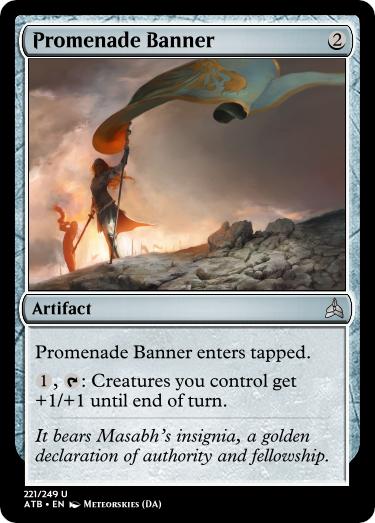 Promenade Banner 2
Artifact
Promenade Banner enters tapped.
1, : Creatures you control get
+1/+1 until end of turn.
It bears Masabh's insignia, a golden
declaration of authority and fellowship.
221/249 U
ATB • EN Meteorskies (DA)